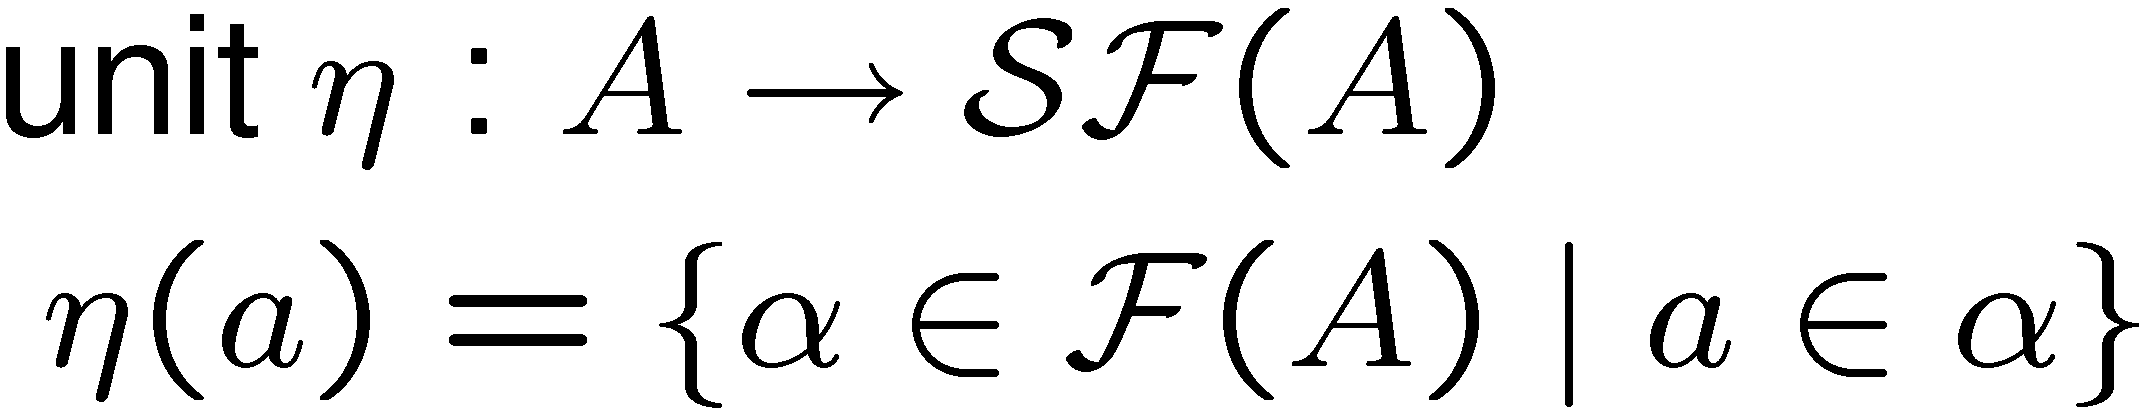 unit η : A → 𝒮ℱ(A)
η(a) = {α ∈ ℱ(A) | a ∈ α}